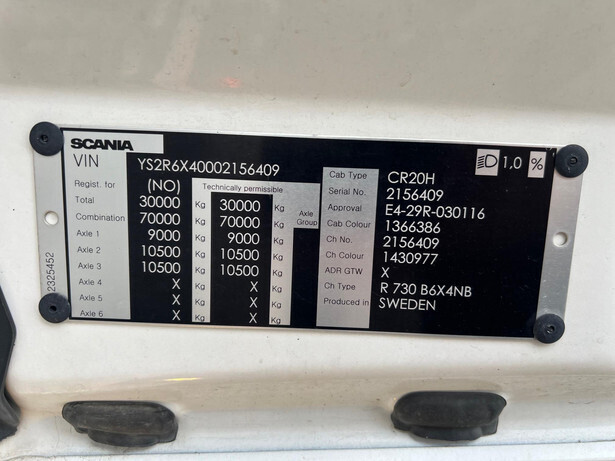 SCANIA
VIN YS2R6X40002156409
1,0 %
Regist. for (NO) Technically permissible
Total 30000 Kg 30000 Kg
Combination 70000 Kg 70000 Kg Axle Group
Axle 1 9000 Kg 9000 Kg
Axle 2 10500 Kg 10500 Kg
Axle 3 10500 Kg 10500 Kg
Axle 4 X Kg X Kg
Axle 5 X Kg X Kg
Axle 6 X Kg X Kg
Cab Type CR20H
Serial No. 2156409
Approval E4-29R-030116
Cab Colour 1366386
Ch No. 2156409
Ch Colour 1430977
ADR GTW X
Ch Type R 730 B6X4NB
Produced in SWEDEN
2325452